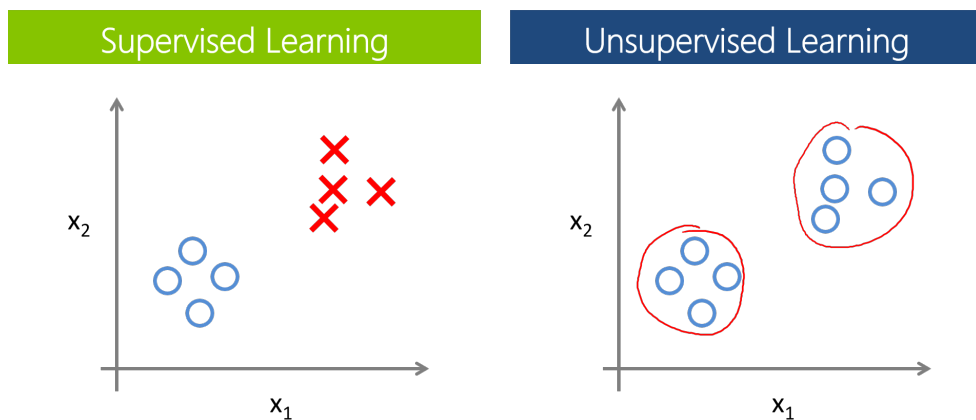 Supervised Learning
x₂
x₁
Unsupervised Learning
x₂
x₁